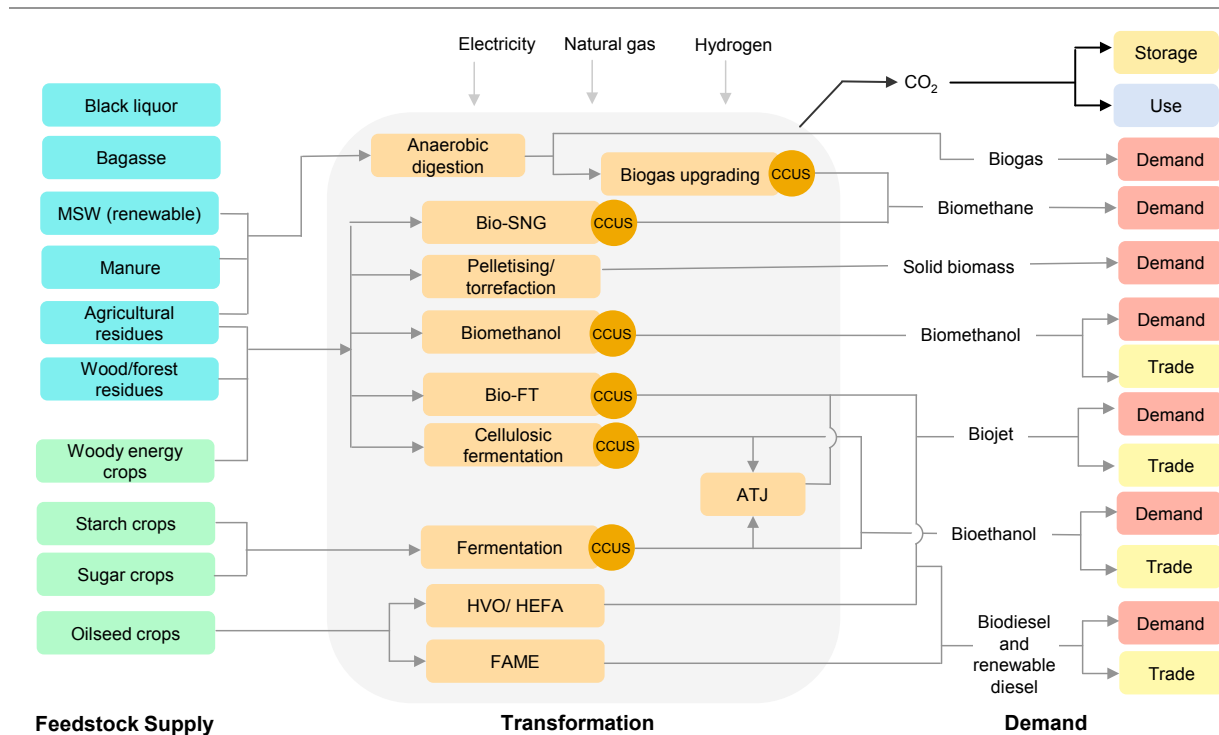 Electricity
Natural gas
Hydrogen
CO2
Storage
Use
Black liquor
Bagasse
MSW (renewable)
Manure
Agricultural
residues
Wood/forest
residues
Woody energy
crops
Starch crops
Sugar crops
Oilseed crops
Anaerobic
digestion
Biogas upgrading
CCUS
Bio-SNG
CCUS
Pelletising/
torrefaction
Biomethanol
CCUS
Bio-FT
CCUS
Cellulosic
fermentation
CCUS
ATJ
Fermentation
CCUS
HVO/ HEFA
FAME
Biogas
Demand
Biomethane
Demand
Solid biomass
Demand
Biomethanol
Demand
Trade
Biojet
Demand
Trade
Bioethanol
Demand
Trade
Biodiesel
and
renewable
diesel
Demand
Trade
Feedstock Supply
Transformation
Demand